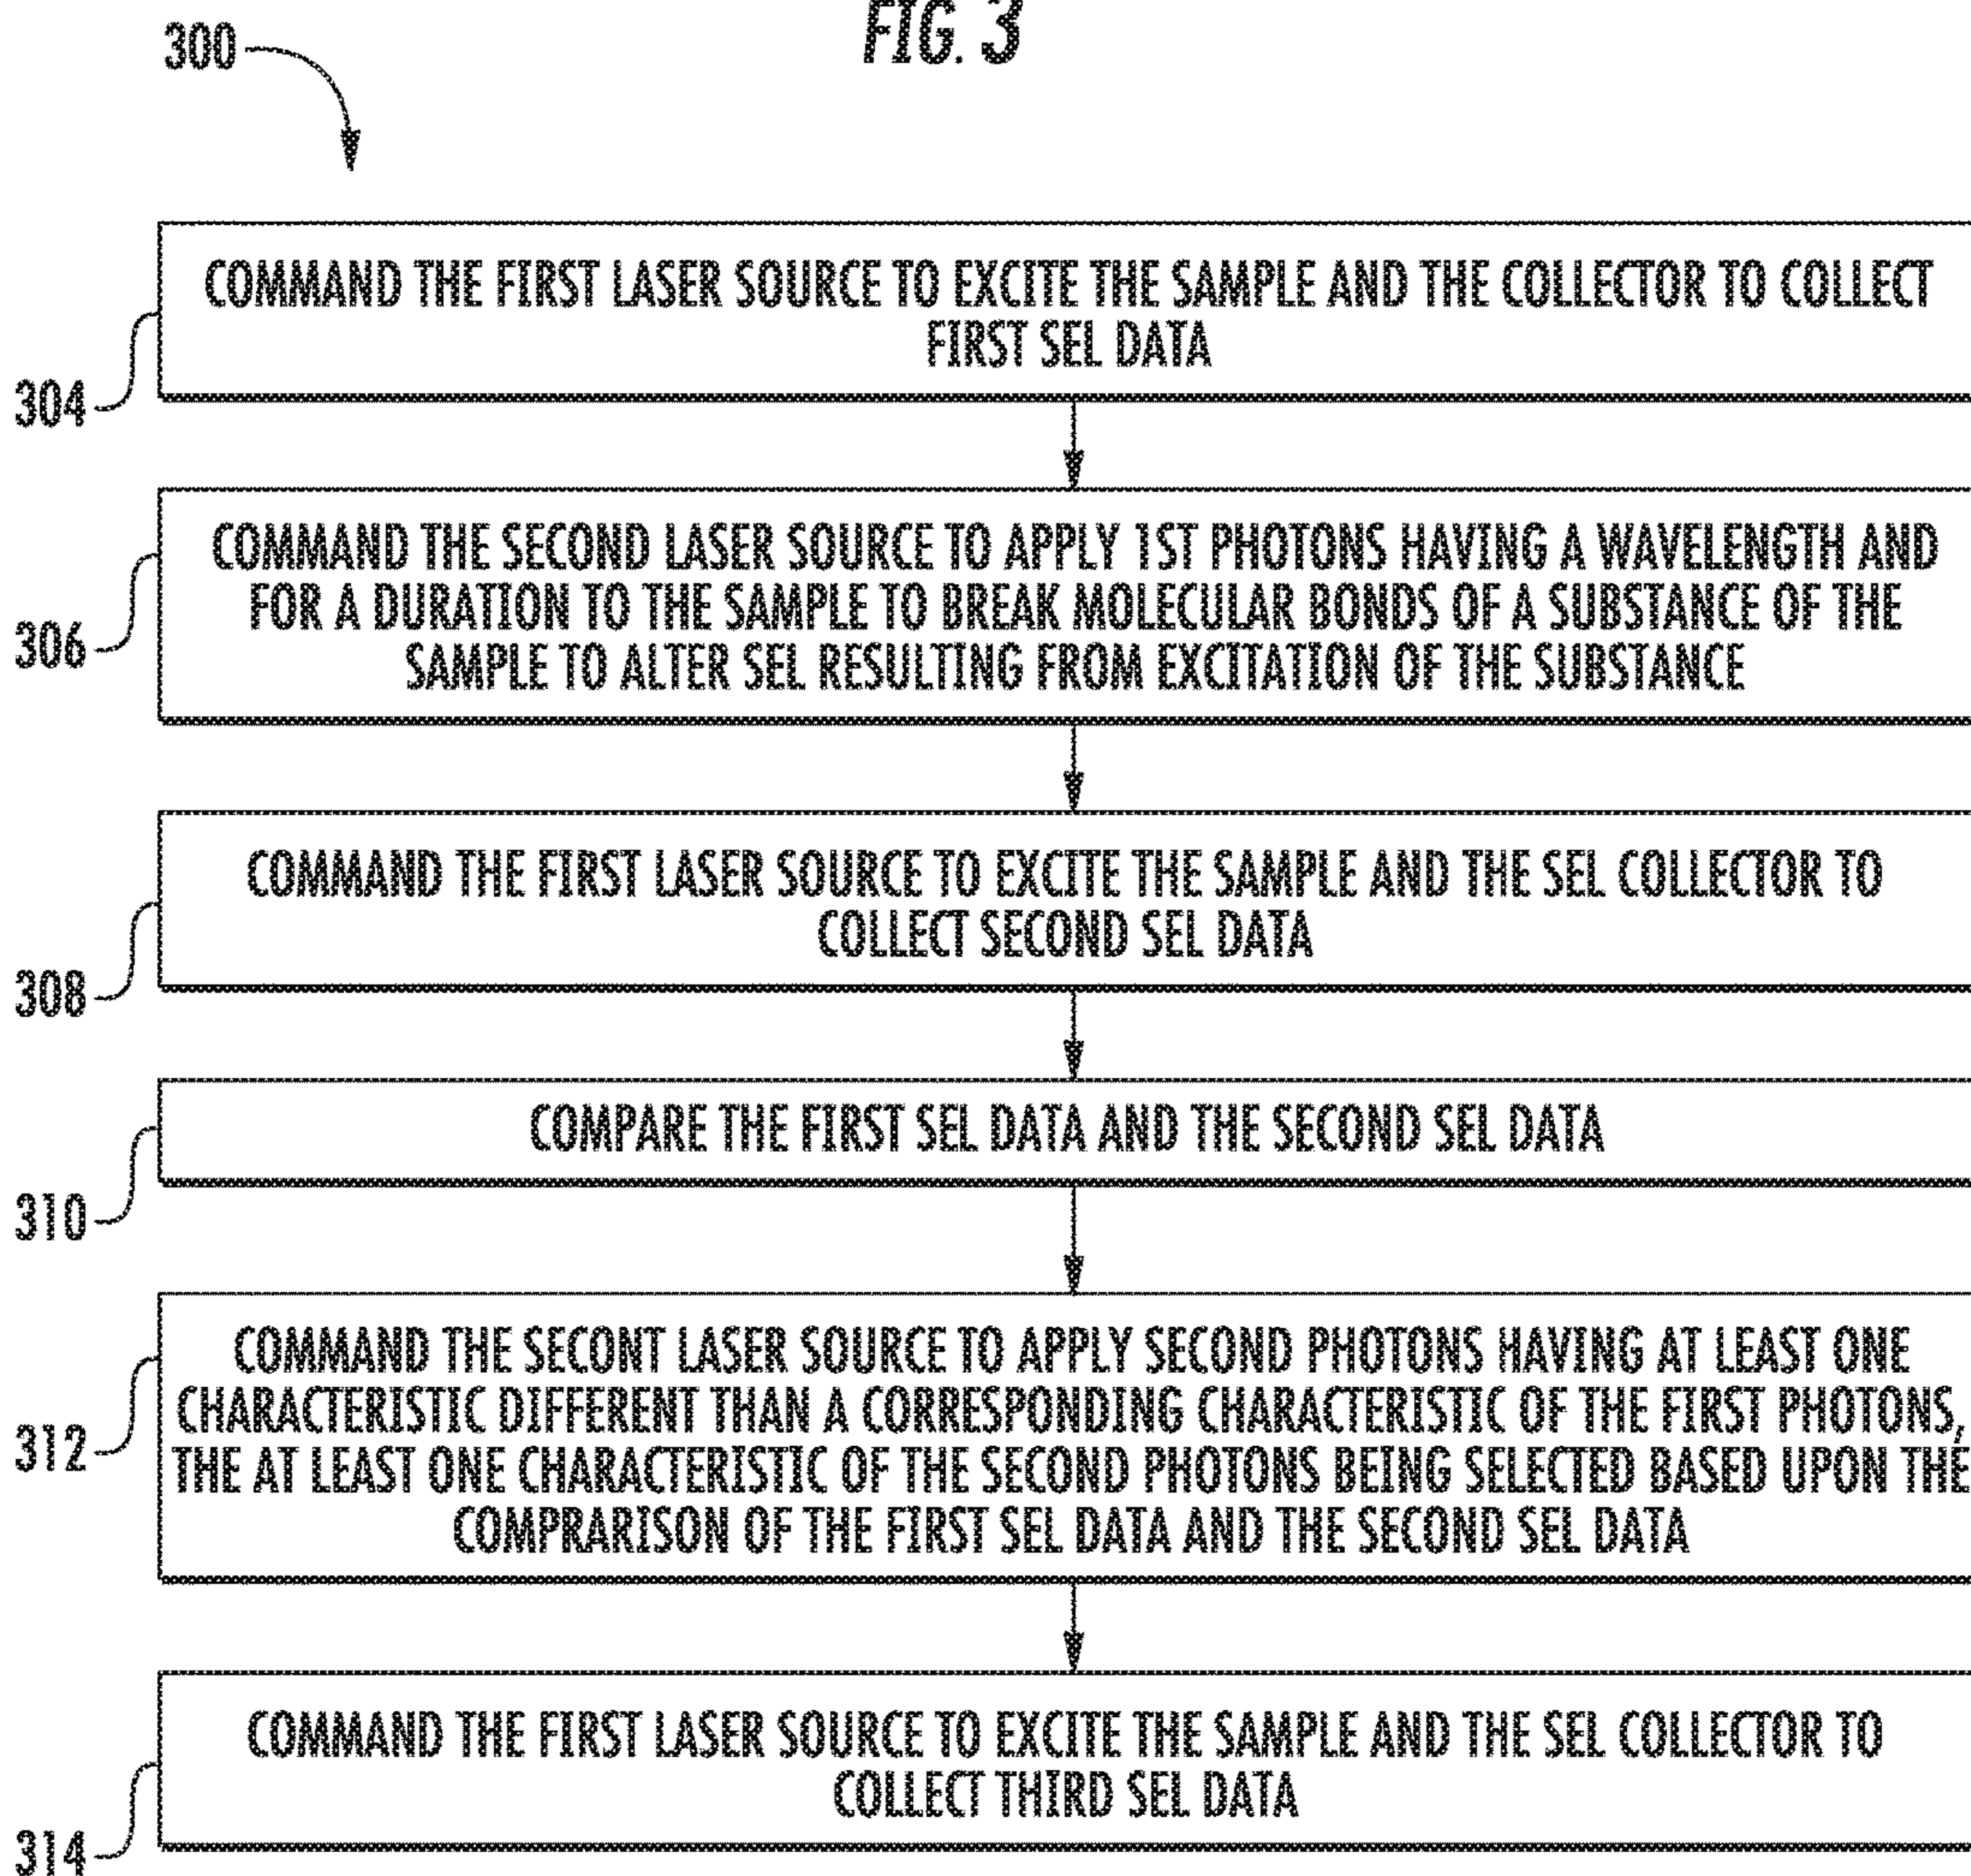 FIG. 3
300
COMMAND THE FIRST LASER SOURCE TO EXCITE THE SAMPLE AND THE COLLECTOR TO COLLECT
FIRST SEL DATA
304
COMMAND THE SECOND LASER SOURCE TO APPLY 1ST PHOTONS HAVING A WAVELENGTH AND
FOR A DURATION TO THE SAMPLE TO BREAK MOLECULAR BONDS OF A SUBSTANCE OF THE
SAMPLE TO ALTER SEL RESULTING FROM EXCITATION OF THE SUBSTANCE
306
COMMAND THE FIRST LASER SOURCE TO EXCITE THE SAMPLE AND THE SEL COLLECTOR TO
COLLECT SECOND SEL DATA
308
COMPARE THE FIRST SEL DATA AND THE SECOND SEL DATA
310
COMMAND THE SECONT LASER SOURCE TO APPLY SECOND PHOTONS HAVING AT LEAST ONE
CHARACTERISTIC DIFFERENT THAN A CORRESPONDING CHARACTERISTIC OF THE FIRST PHOTONS,
THE AT LEAST ONE CHARACTERISTIC OF THE SECOND PHOTONS BEING SELECTED BASED UPON THE
COMPRARISON OF THE FIRST SEL DATA AND THE SECOND SEL DATA
312
COMMAND THE FIRST LASER SOURCE TO EXCITE THE SAMPLE AND THE SEL COLLECTOR TO
COLLECT THIRD SEL DATA
314